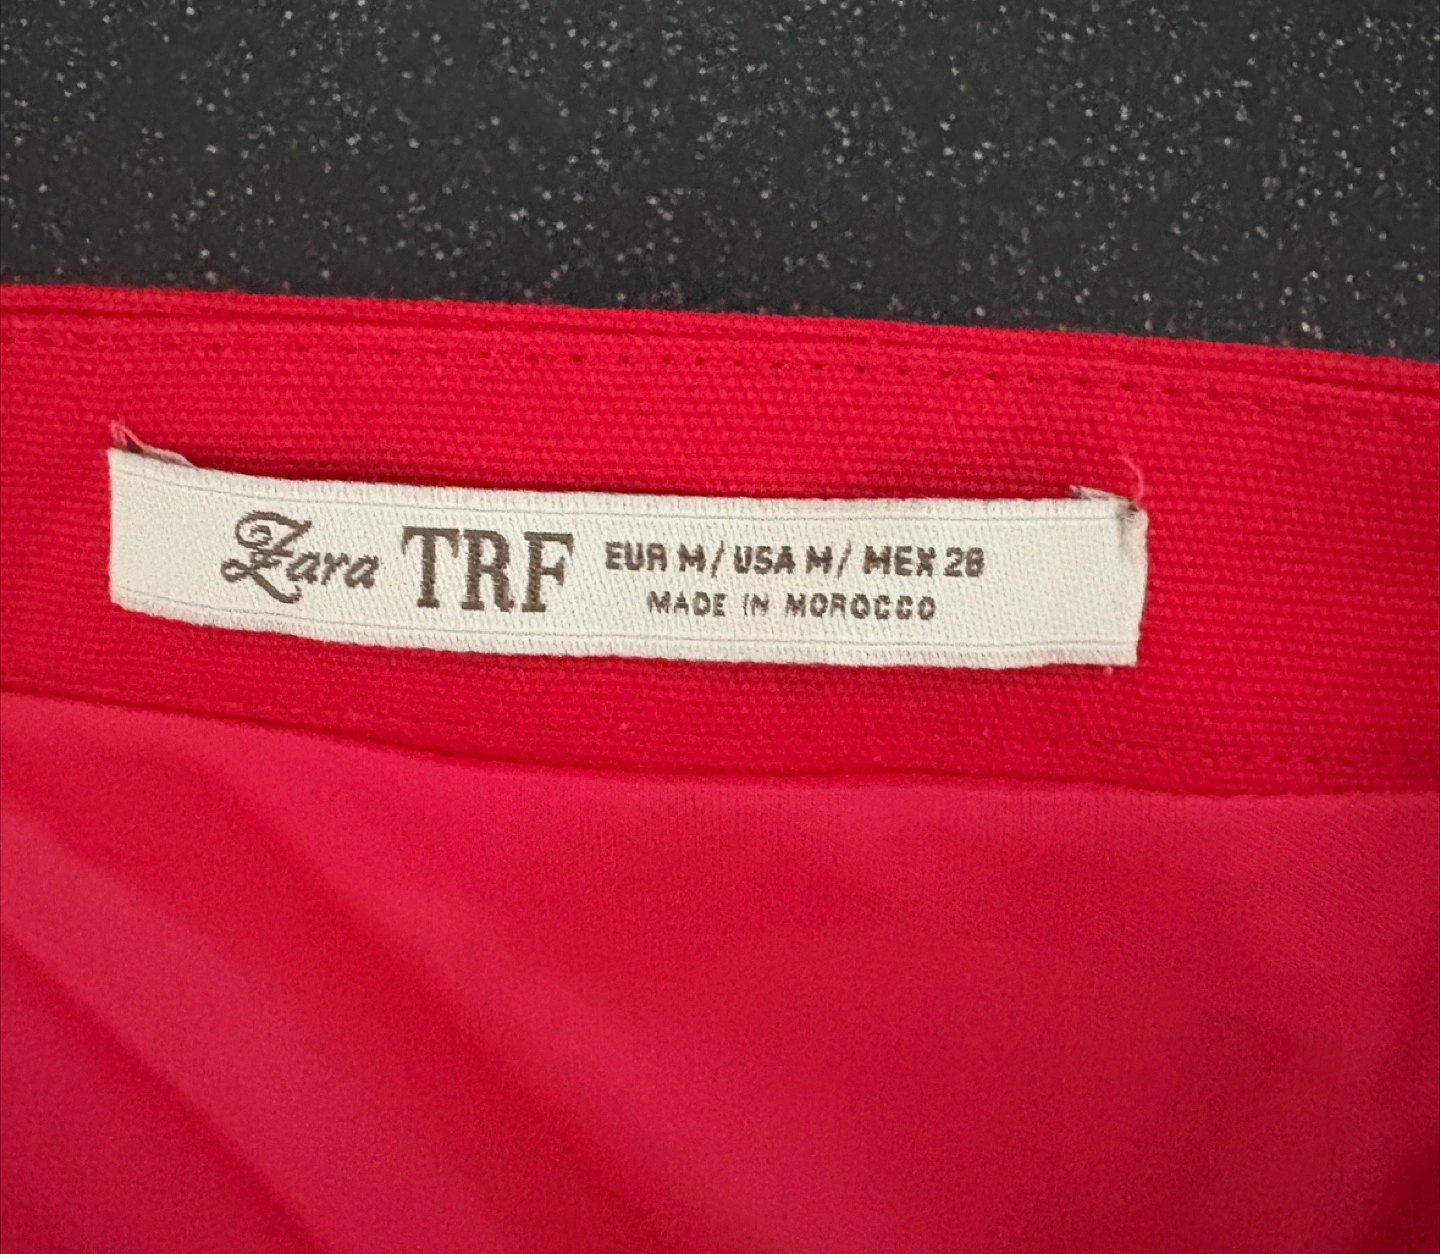 Zara TRF EUR M/ USA M/ MEX 28
MADE IN MOROCCO